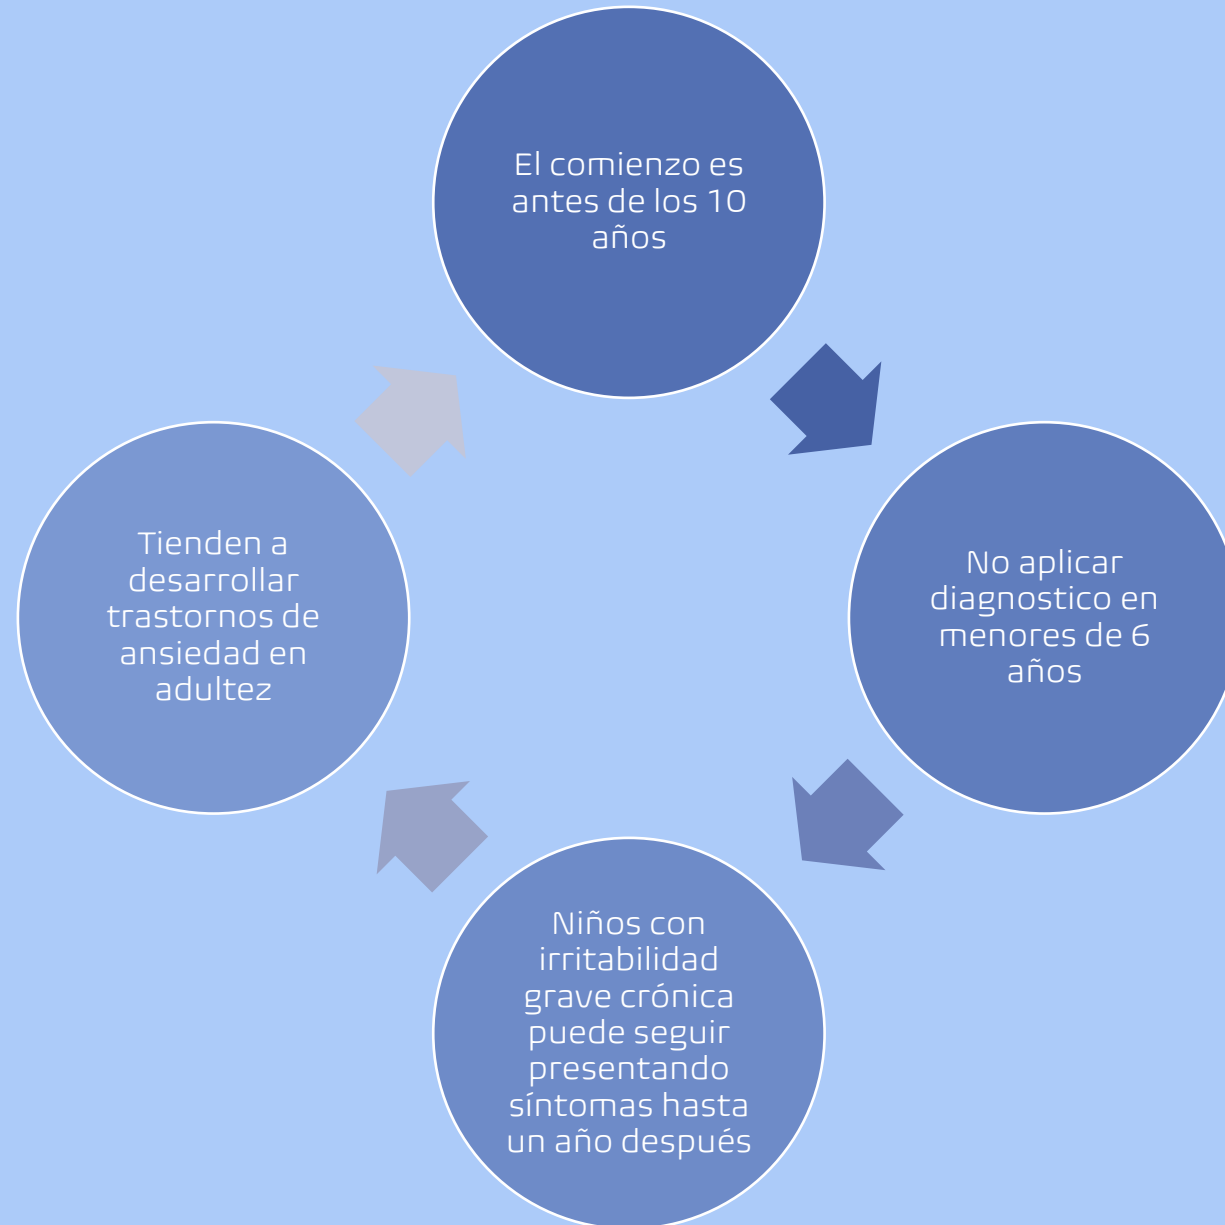 El comienzo es
antes de los 10
años
No aplicar
diagnostico en
menores de 6
años
Niños con
irritabilidad
grave crónica
puede seguir
presentando
síntomas hasta
un año después
Tienden a
desarrollar
trastornos de
ansiedad en
adultez